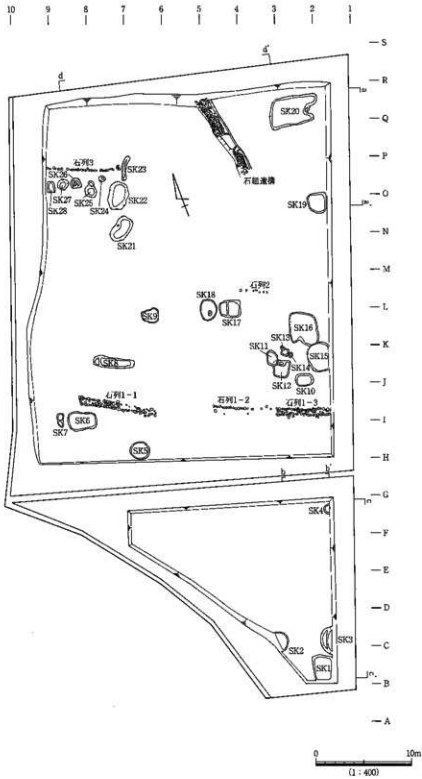 10 9 8 7 6 5 4 3 2 1
S
d
d'
R
Q
SK20
P
石列3
SK23
SK26
石組遺構
O
SK27
SK25
SK22
SK19
SK28
SK24
N
SK21
M
石列2
L
SK18
SK9
SK17
SK16
K
SK13
SK11
SK15
SK8
SK14
SK12
J
SK10
石列1-1
石列1-2
石列1-3
I
SK7
SK6
SK5
H
b
b'
G
SK4
F
E
D
SK3
C
SK2
SK1
B
A
0 10m
(1:400)